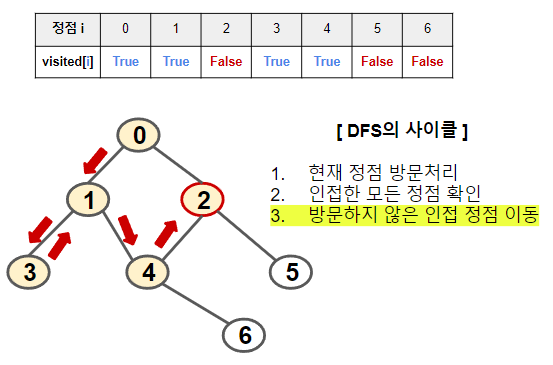 정점 i 0 1 2 3 4 5 6
visited[i] True True False True True False False
[ DFS의 사이클 ]
1. 현재 정점 방문처리
2. 인접한 모든 정점 확인
3. 방문하지 않은 인접 정점 이동
0
1
2
3
4
5
6